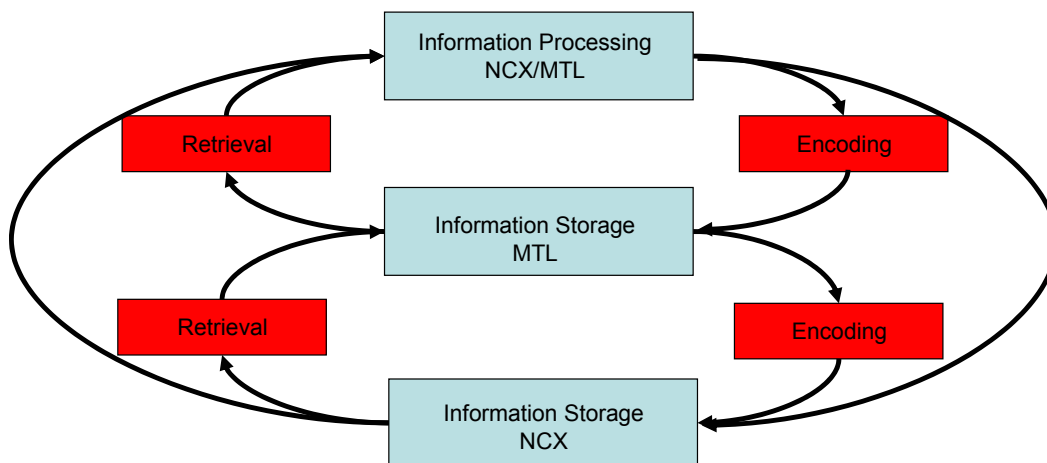 Information Processing
NCX/MTL
Retrieval
Encoding
Information Storage
MTL
Retrieval
Encoding
Information Storage
NCX